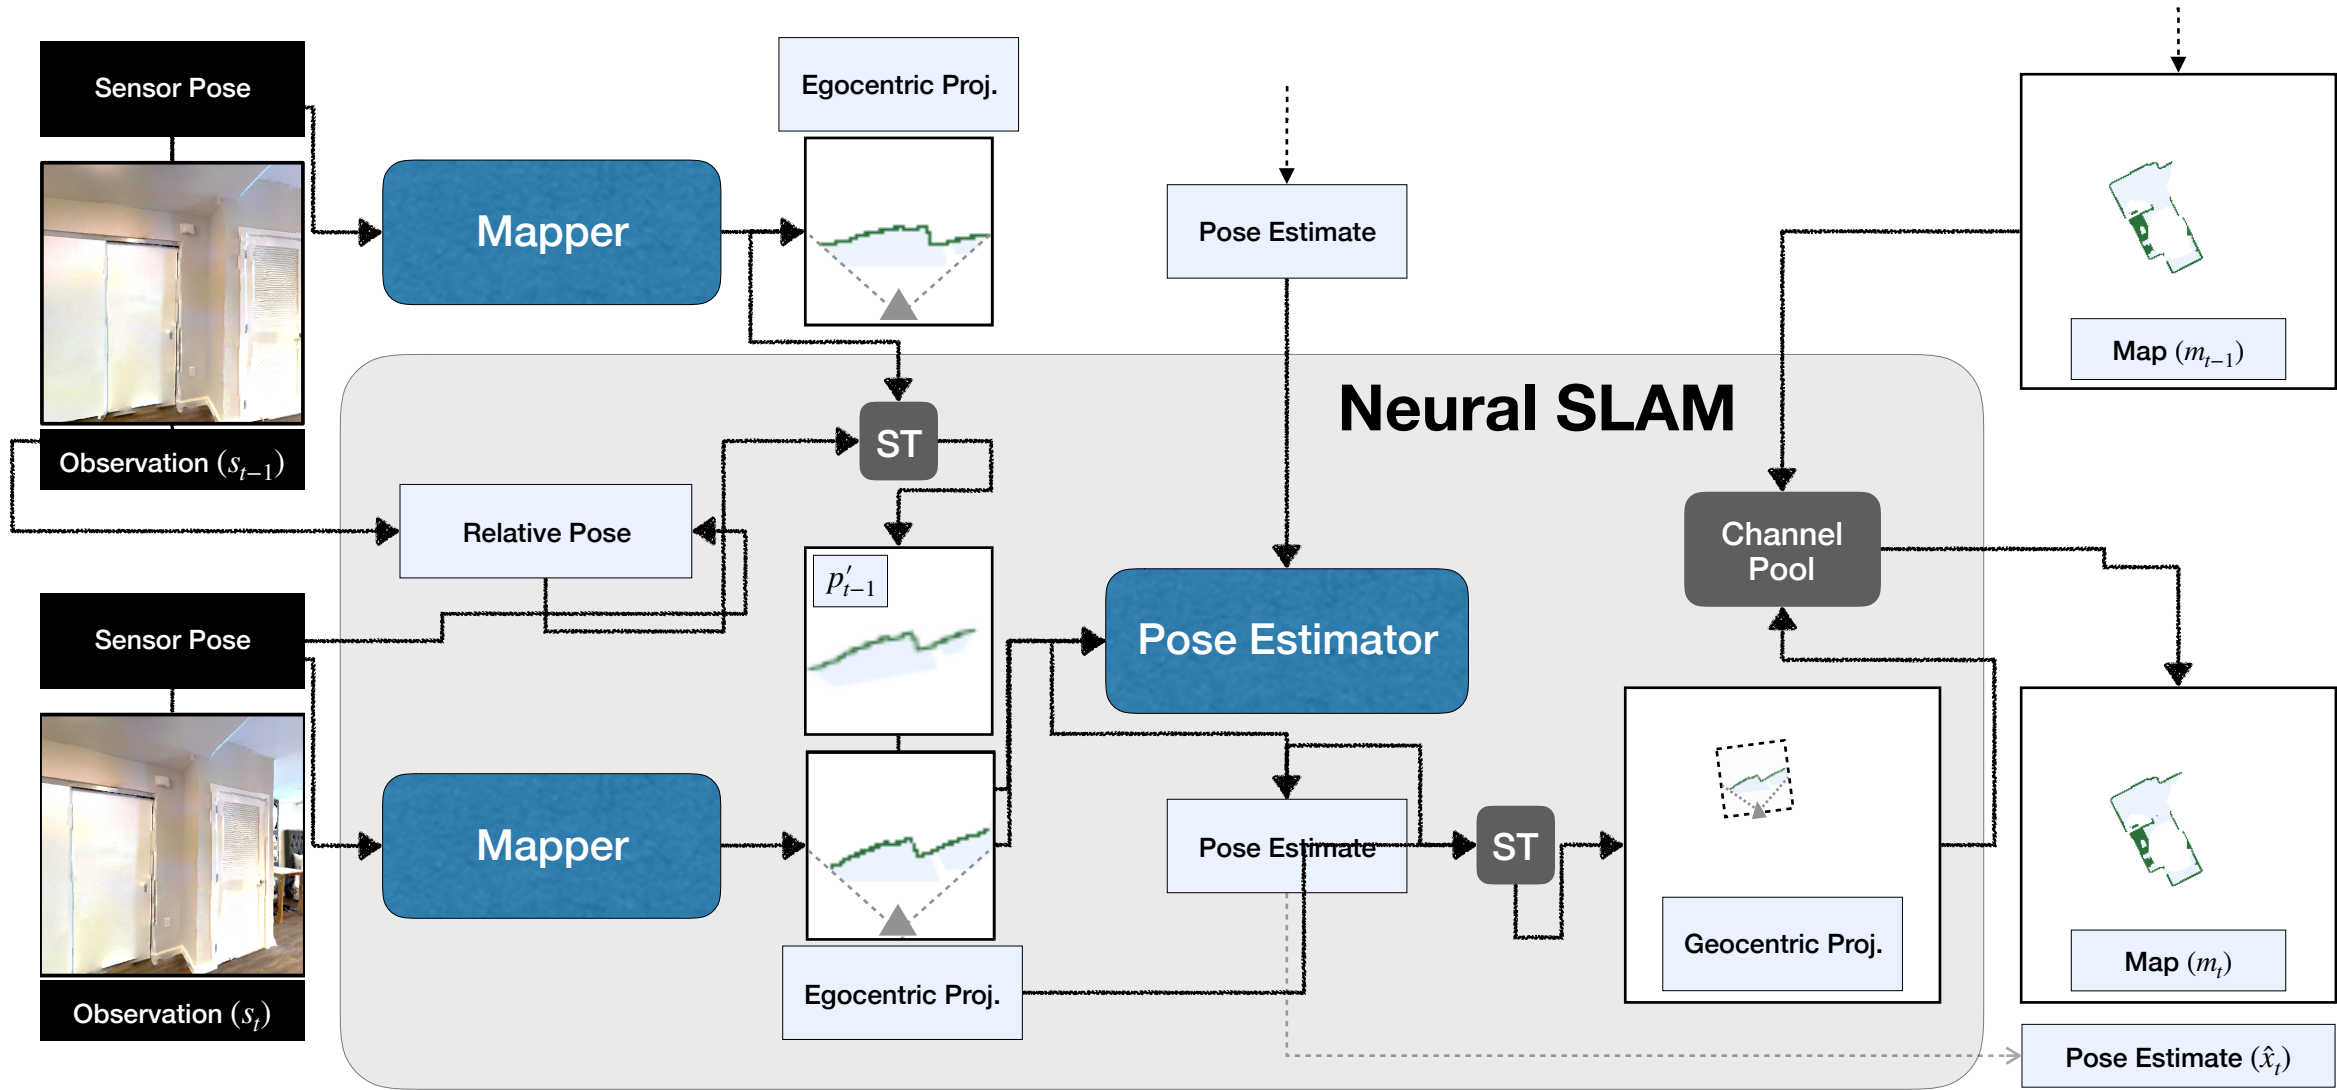 Sensor Pose
Egocentric Proj.
Mapper
Pose Estimate
Map (m_{t−1})
Neural SLAM
ST
Observation (s_{t−1})
Relative Pose
Channel
Pool
p′_{t−1}
Sensor Pose
Pose Estimator
Mapper
Pose Estimate
ST
Geocentric Proj.
Map (m_t)
Egocentric Proj.
Observation (s_t)
Pose Estimate (x̂_t)